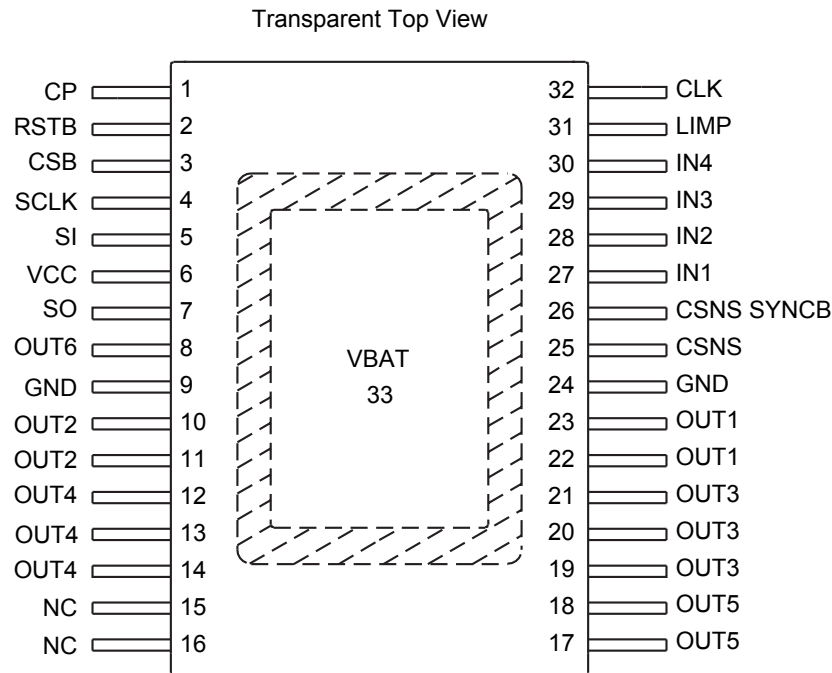 Transparent Top View
CP 1 32 CLK
RSTB 2 31 LIMP
CSB 3 30 IN4
SCLK 4 29 IN3
SI 5 28 IN2
VCC 6 27 IN1
SO 7 26 CSNS SYNCB
OUT6 8 25 CSNS
VBAT
GND 9 24 GND
33
OUT2 10 23 OUT1
OUT2 11 22 OUT1
OUT4 12 21 OUT3
OUT4 13 20 OUT3
OUT4 14 19 OUT3
NC 15 18 OUT5
NC 16 17 OUT5